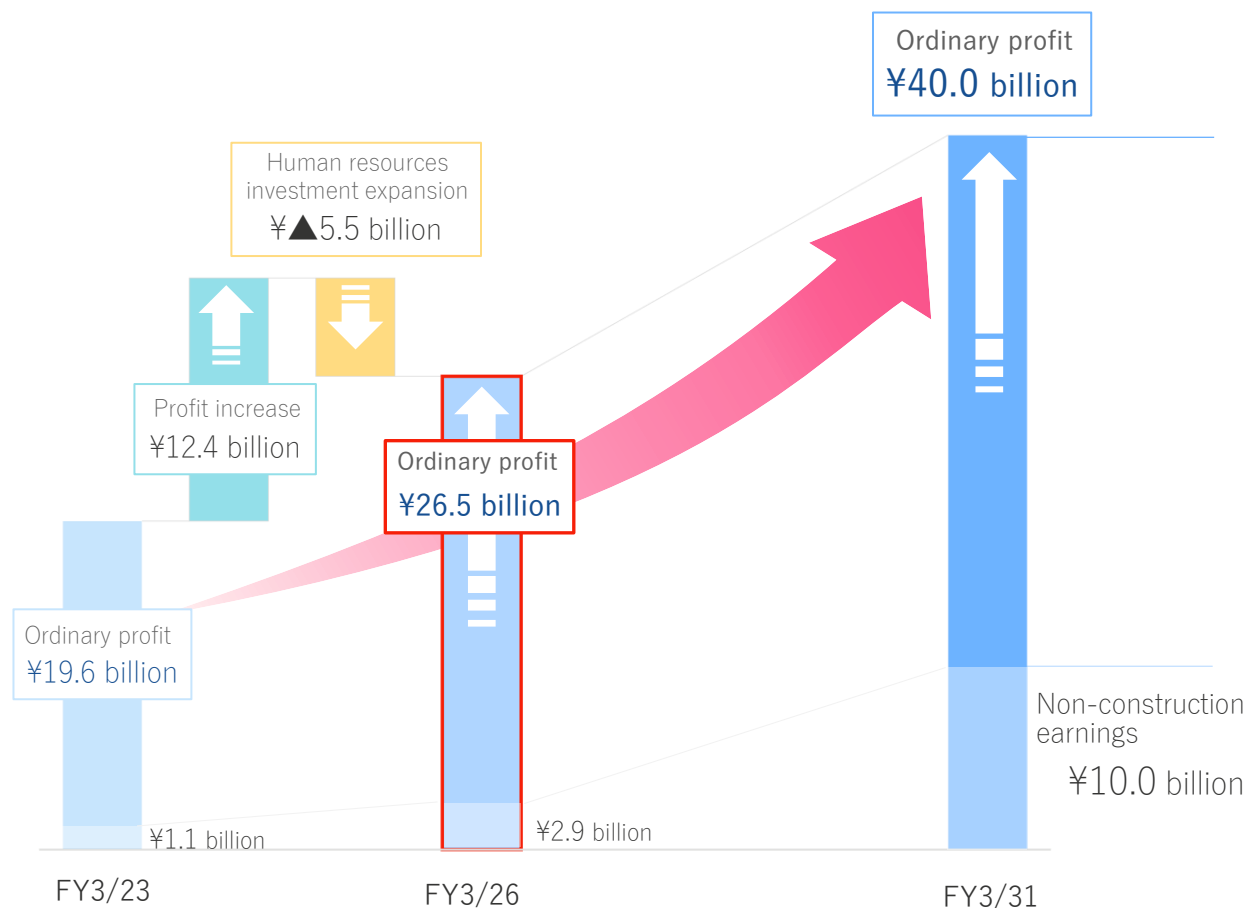 Ordinary profit
¥40.0 billion
Human resources
investment expansion
¥▲5.5 billion
Profit increase
¥12.4 billion
Ordinary profit
¥26.5 billion
Ordinary profit
¥19.6 billion
Non-construction
earnings
¥10.0 billion
¥1.1 billion
¥2.9 billion
FY3/23
FY3/26
FY3/31